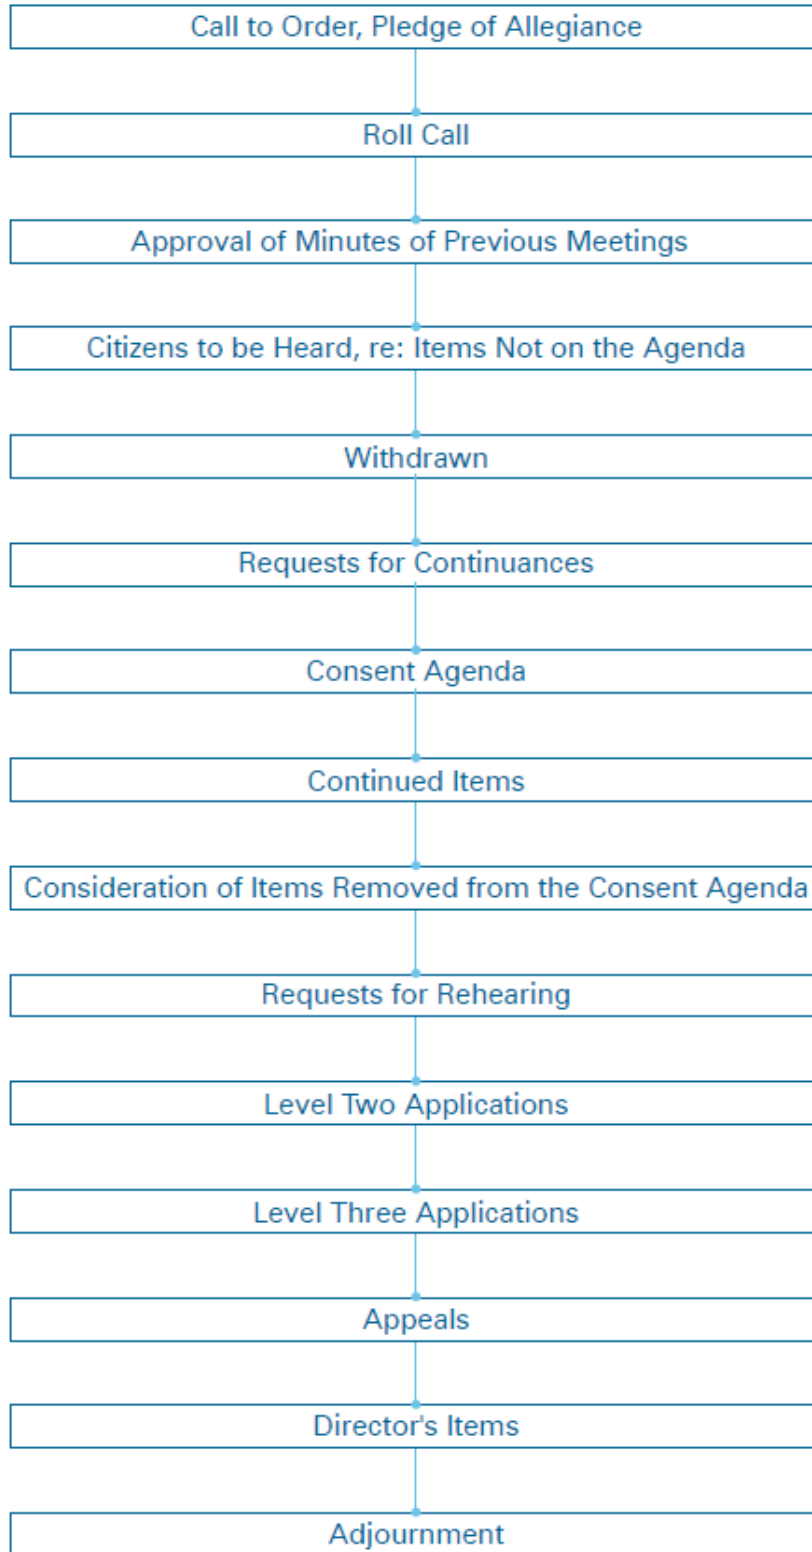 Call to Order, Pledge of Allegiance
Roll Call
Approval of Minutes of Previous Meetings
Citizens to be Heard, re: Items Not on the Agenda
Withdrawn
Requests for Continuances
Consent Agenda
Continued Items
Consideration of Items Removed from the Consent Agenda
Requests for Rehearing
Level Two Applications
Level Three Applications
Appeals
Director's Items
Adjournment